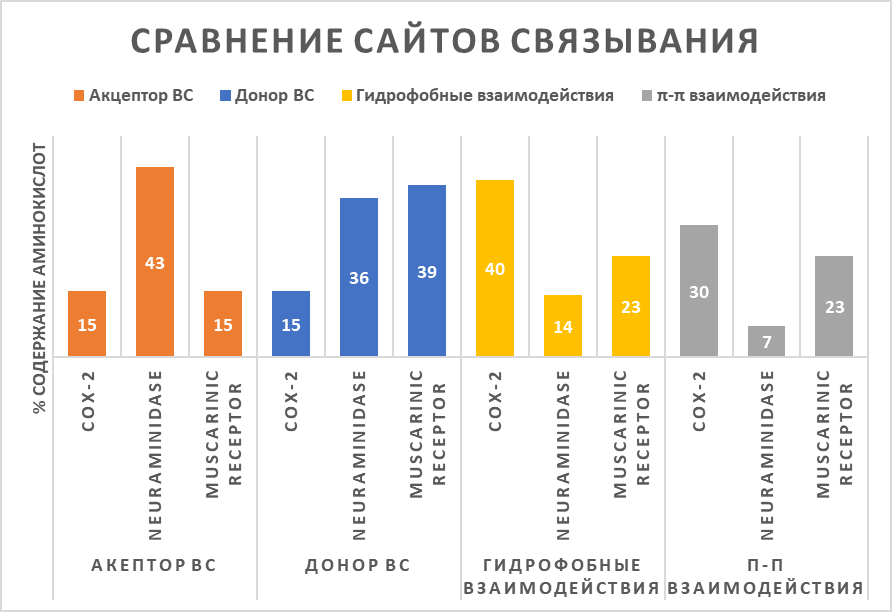 СРАВНЕНИЕ САЙТОВ СВЯЗЫВАНИЯ
Акцептор ВС
Донор ВС
Гидрофобные взаимодействия
π-π взаимодействия
% СОДЕРЖАНИЕ АМИНОКИСЛОТ
15
43
15
15
36
39
40
14
23
30
7
23
COX-2
NEURAMINIDASE
MUSCARINIC
RECEPTOR
COX-2
NEURAMINIDASE
MUSCARINIC
RECEPTOR
COX-2
NEURAMINIDASE
MUSCARINIC
RECEPTOR
COX-2
NEURAMINIDASE
MUSCARINIC
RECEPTOR
АКЕПТОР ВС
ДОНОР ВС
ГИДРОФОБНЫЕ
ВЗАИМОДЕЙСТВИЯ
Π-Π
ВЗАИМОДЕЙСТВИЯ